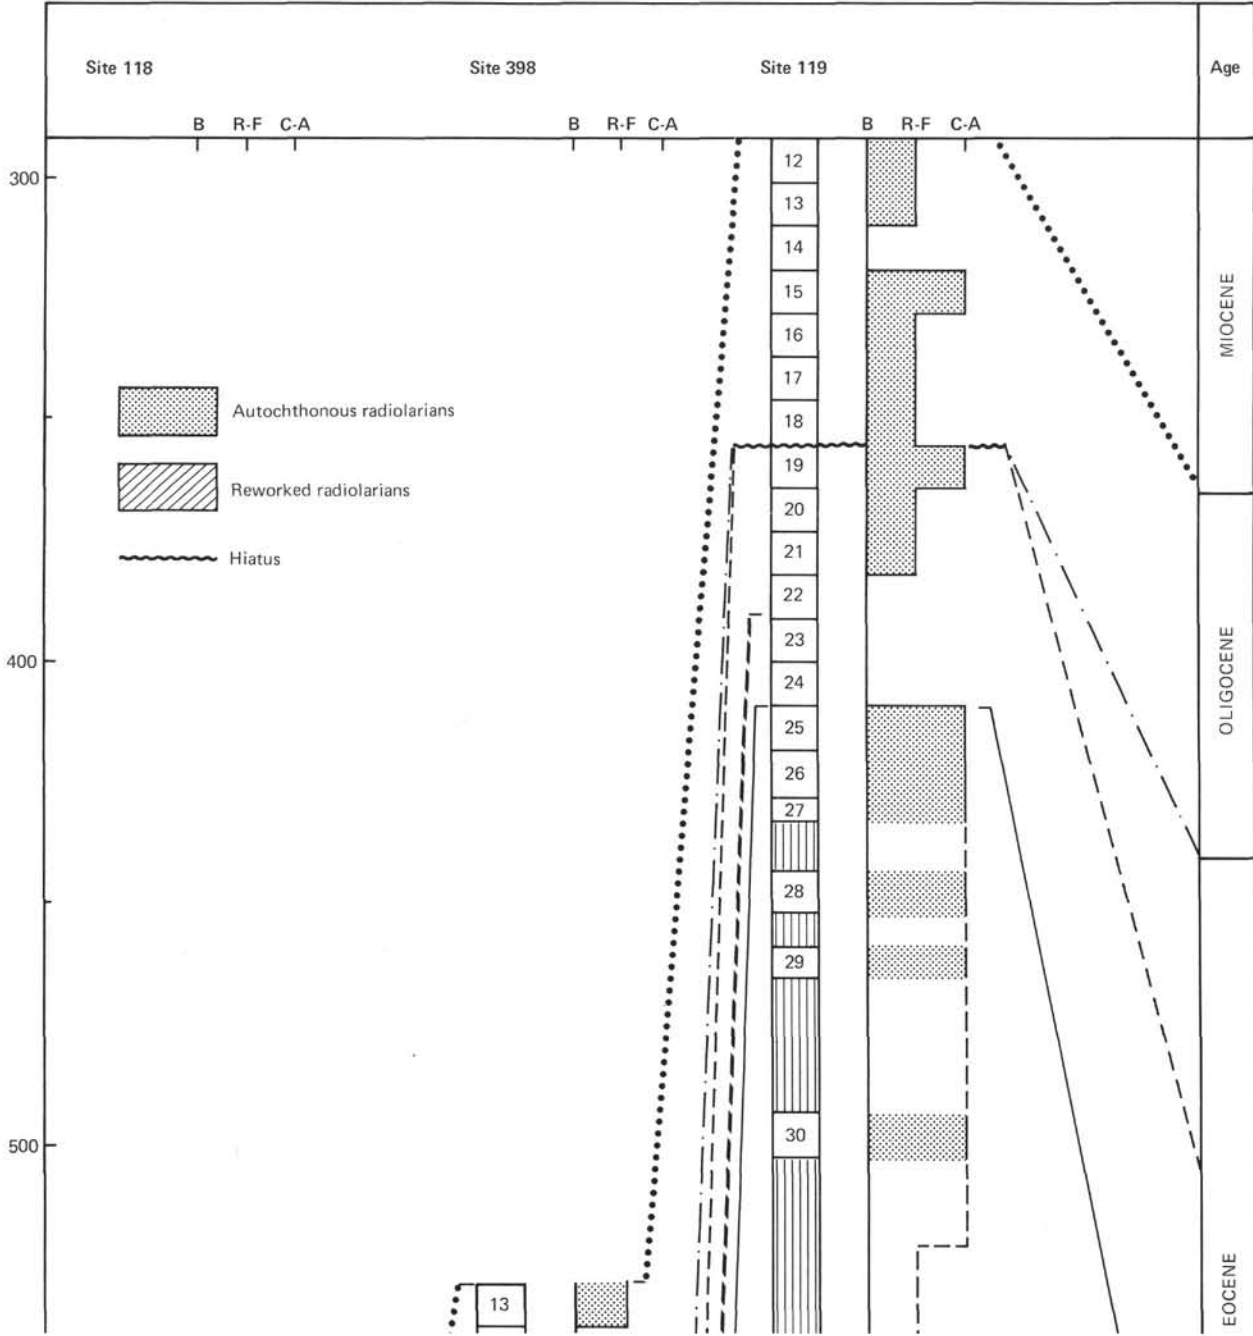 Site 118 Site 398 Site 119 Age
B R-F C-A B R-F C-A B R-F C-A
300
400
500
12
13
14
15
16
17
18
19
20
21
22
23
24
25
26
27
28
29
30
13
Autochthonous radiolarians
Reworked radiolarians
Hiatus
MIOCENE
OLIGOCENE
EOCENE